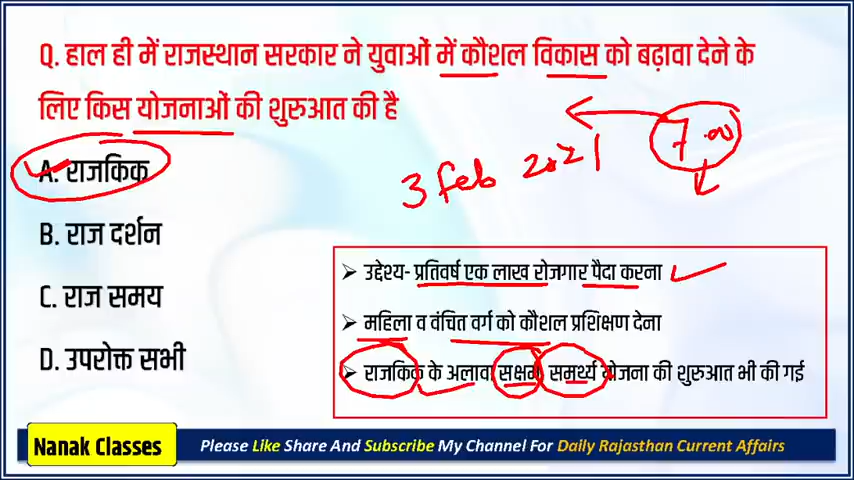 Q. हाल ही में राजस्थान सरकार ने युवाओं में कौशल विकास को बढ़ावा देने के
लिए किस योजनाओं की शुरुआत की है
7.00
3 feb 2021
A. राजकिक
B. राज दर्शन
C. राज समय
D. उपरोक्त सभी
➢ उद्देश्य- प्रतिवर्ष एक लाख रोजगार पैदा करना
➢ महिला व वंचित वर्ग को कौशल प्रशिक्षण देना
➢ राजकिक के अलावा सक्षम समर्थ्य योजना की शुरुआत भी की गई
Nanak Classes
Please Like Share And Subscribe My Channel For Daily Rajasthan Current Affairs